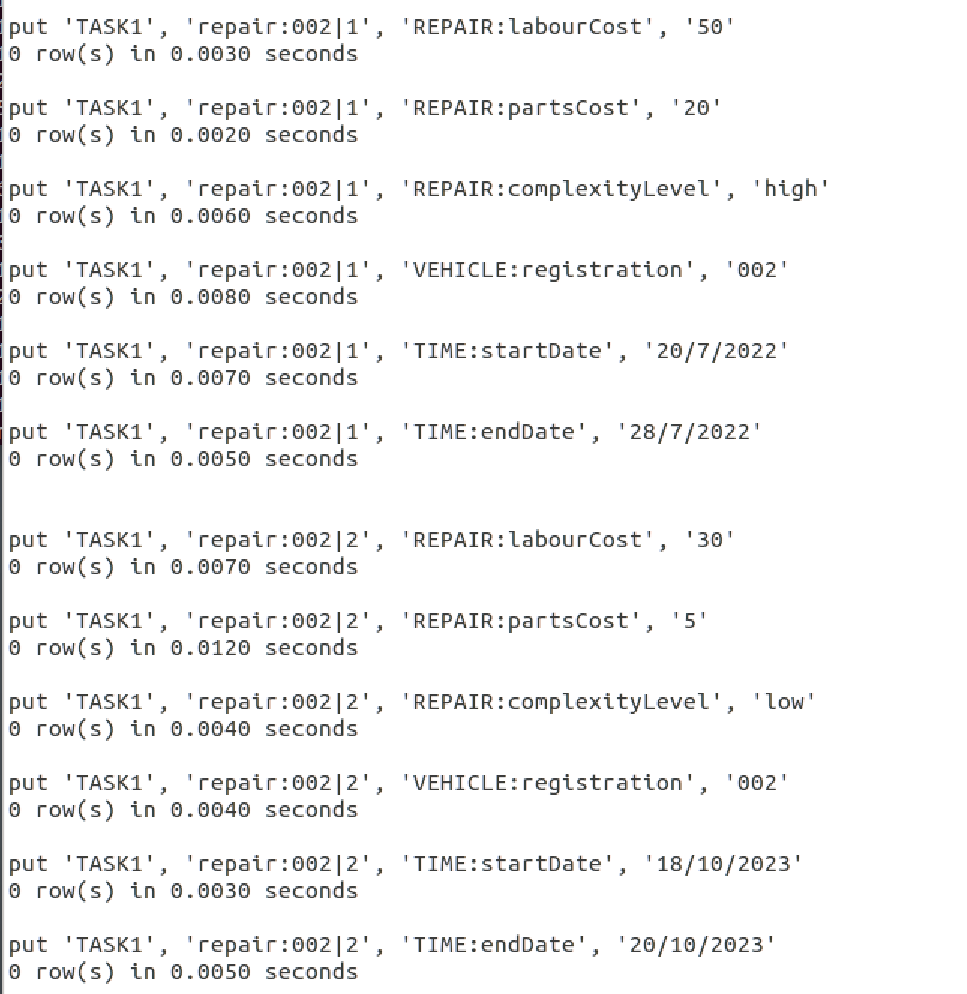 put 'TASK1', 'repair:002|1', 'REPAIR:labourCost', '50'
0 row(s) in 0.0030 seconds
put 'TASK1', 'repair:002|1', 'REPAIR:partsCost', '20'
0 row(s) in 0.0020 seconds
put 'TASK1', 'repair:002|1', 'REPAIR:complexityLevel', 'high'
0 row(s) in 0.0060 seconds
put 'TASK1', 'repair:002|1', 'VEHICLE:registration', '002'
0 row(s) in 0.0080 seconds
put 'TASK1', 'repair:002|1', 'TIME:startDate', '20/7/2022'
0 row(s) in 0.0070 seconds
put 'TASK1', 'repair:002|1', 'TIME:endDate', '28/7/2022'
0 row(s) in 0.0050 seconds
put 'TASK1', 'repair:002|2', 'REPAIR:labourCost', '30'
0 row(s) in 0.0070 seconds
put 'TASK1', 'repair:002|2', 'REPAIR:partsCost', '5'
0 row(s) in 0.0120 seconds
put 'TASK1', 'repair:002|2', 'REPAIR:complexityLevel', 'low'
0 row(s) in 0.0040 seconds
put 'TASK1', 'repair:002|2', 'VEHICLE:registration', '002'
0 row(s) in 0.0040 seconds
put 'TASK1', 'repair:002|2', 'TIME:startDate', '18/10/2023'
0 row(s) in 0.0030 seconds
put 'TASK1', 'repair:002|2', 'TIME:endDate', '20/10/2023'
0 row(s) in 0.0050 seconds